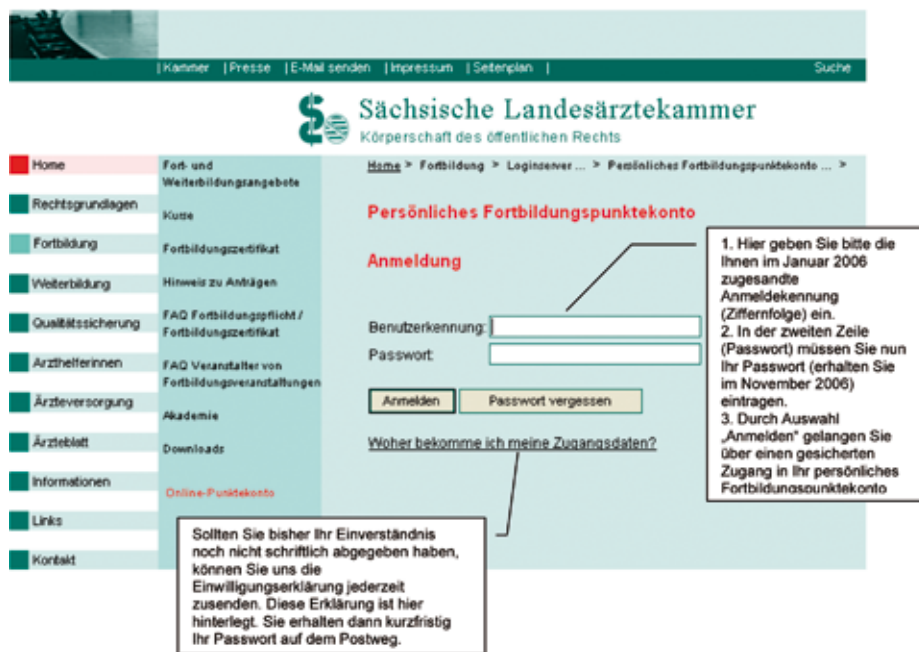 | Kammer | Presse | E-Mail senden | Impressum | Seitenplan | Suche
Sächsische Landesärztekammer
Körperschaft des öffentlichen Rechts
Home
Rechtsgrundlagen
Fortbildung
Weiterbildung
Qualitätssicherung
Arzthelferinnen
Ärzteversorgung
Ärzteblatt
Informationen
Links
Kontakt
Fort- und
Weiterbildungsangebote
Kurse
Fortbildungszertifikat
Hinweis zu Anträgen
FAQ Fortbildungspflicht /
Fortbildungszertifikat
FAQ Veranstalter von
Fortbildungsveranstaltungen
Akademie
Downloads
Online-Punktekonto
Home > Fortbildung > Loginserver ... > Persönliches Fortbildungspunktekonto ... >
Persönliches Fortbildungspunktekonto
Anmeldung
Benutzerkennung:
Passwort:
Anmelden Passwort vergessen
Woher bekomme ich meine Zugangsdaten?
1. Hier geben Sie bitte die
Ihnen im Januar 2006
zugesandte
Anmeldekennung
(Ziffernfolge) ein.
2. In der zweiten Zeile
(Passwort) müssen Sie nun
Ihr Passwort (erhalten Sie
im November 2006)
eintragen.
3. Durch Auswahl
„Anmelden“ gelangen Sie
über einen gesicherten
Zugang in Ihr persönliches
Fortbildungspunktekonto
Sollten Sie bisher Ihr Einverständnis
noch nicht schriftlich abgegeben haben,
können Sie uns die
Einwilligungserklärung jederzeit
zusenden. Diese Erklärung ist hier
hinterlegt. Sie erhalten dann kurzfristig
Ihr Passwort auf dem Postweg.